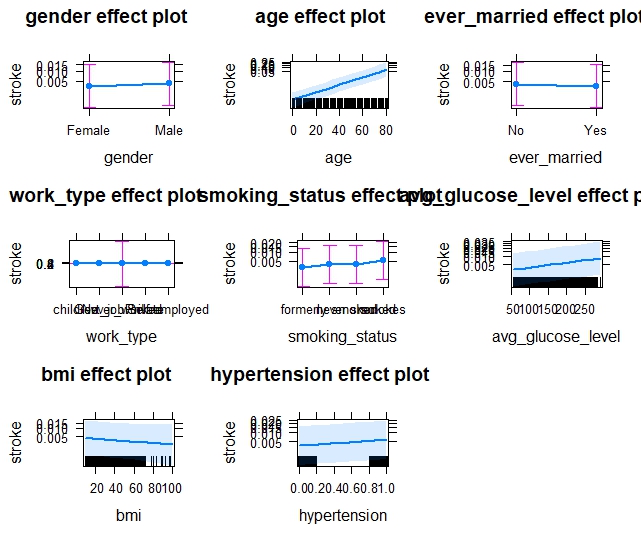 gender effect plot
stroke
0.015
0.010
0.005
Female Male
gender
age effect plot
stroke
0.25
0.05
0 20 40 60 80
age
ever_married effect plot
stroke
0.015
0.010
0.005
No Yes
ever_married
work_type effect plot
stroke
work_type
smoking_status effect plot
stroke
0.020
0.005
smoking_status
avg_glucose_level effect p
stroke
0.005
50 100 150 200 250
avg_glucose_level
bmi effect plot
stroke
0.015
0.010
0.005
20 40 60 80 100
bmi
hypertension effect plot
stroke
0.025
0.010
0.005
0.0 0.2 0.4 0.6 0.8 1.0
hypertension